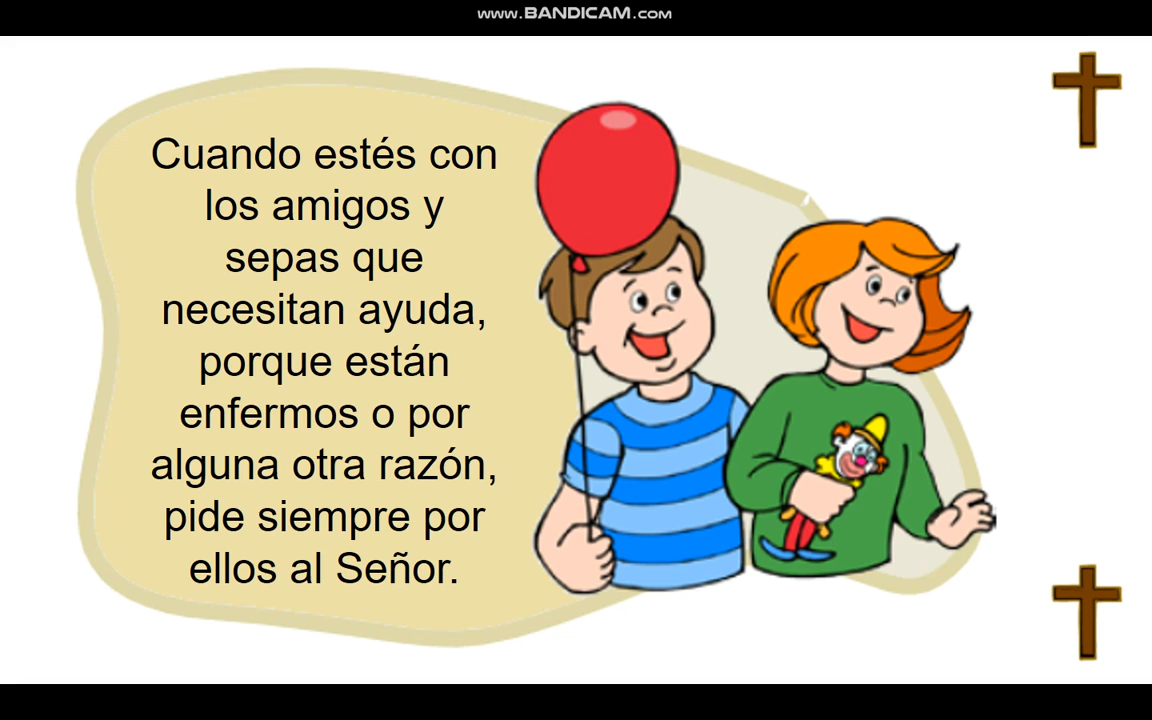 WWW.BANDICAM.COM
Cuando estés con
los amigos y
sepas que
necesitan ayuda,
porque están
enfermos o por
alguna otra razón,
pide siempre por
ellos al Señor.